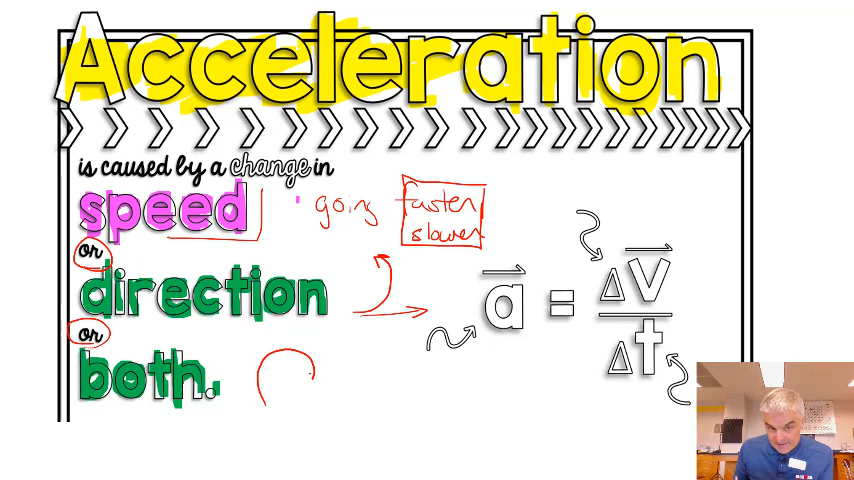 Acceleration
is caused by a change in
speed going faster
slower
or
direction
or
both.
a = Δv
Δt